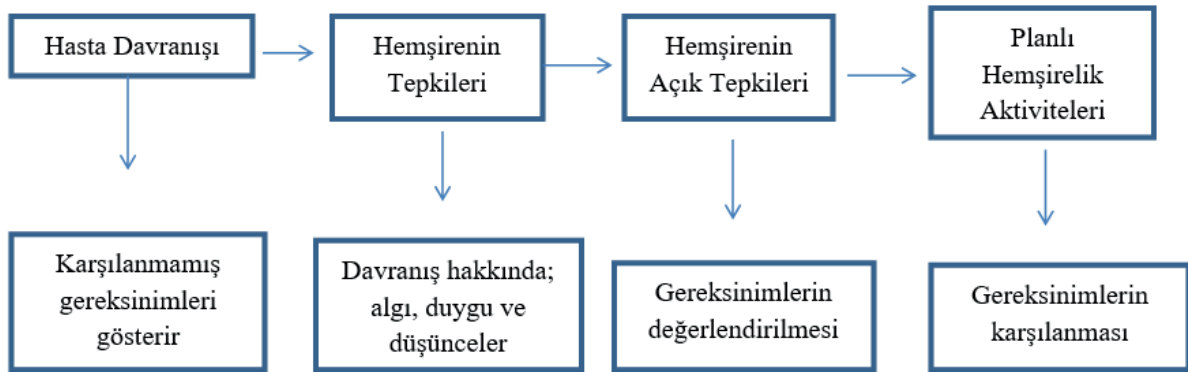 Hasta Davranışı
Hemşirenin
Tepkileri
Hemşirenin
Açık Tepkileri
Planlı
Hemşirelik
Aktiviteleri
Karşılanmamış
gereksinimleri
gösterir
Davranış hakkında;
algı, duygu ve
düşünceler
Gereksinimlerin
değerlendirilmesi
Gereksinimlerin
karşılanması